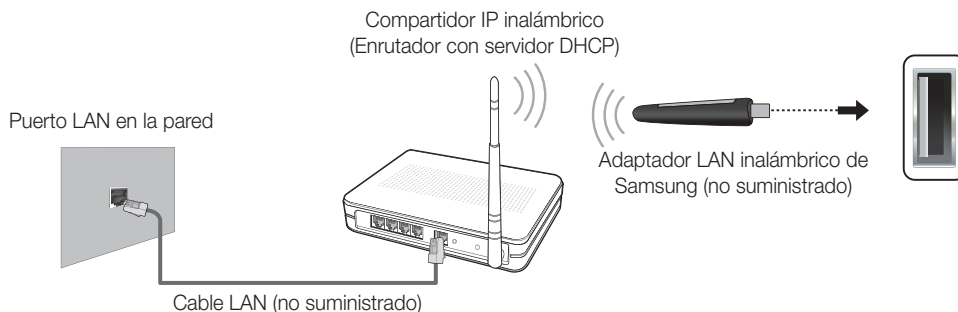 Compartidor IP inalámbrico
(Enrutador con servidor DHCP)
Puerto LAN en la pared
Adaptador LAN inalámbrico de
Samsung (no suministrado)
Cable LAN (no suministrado)